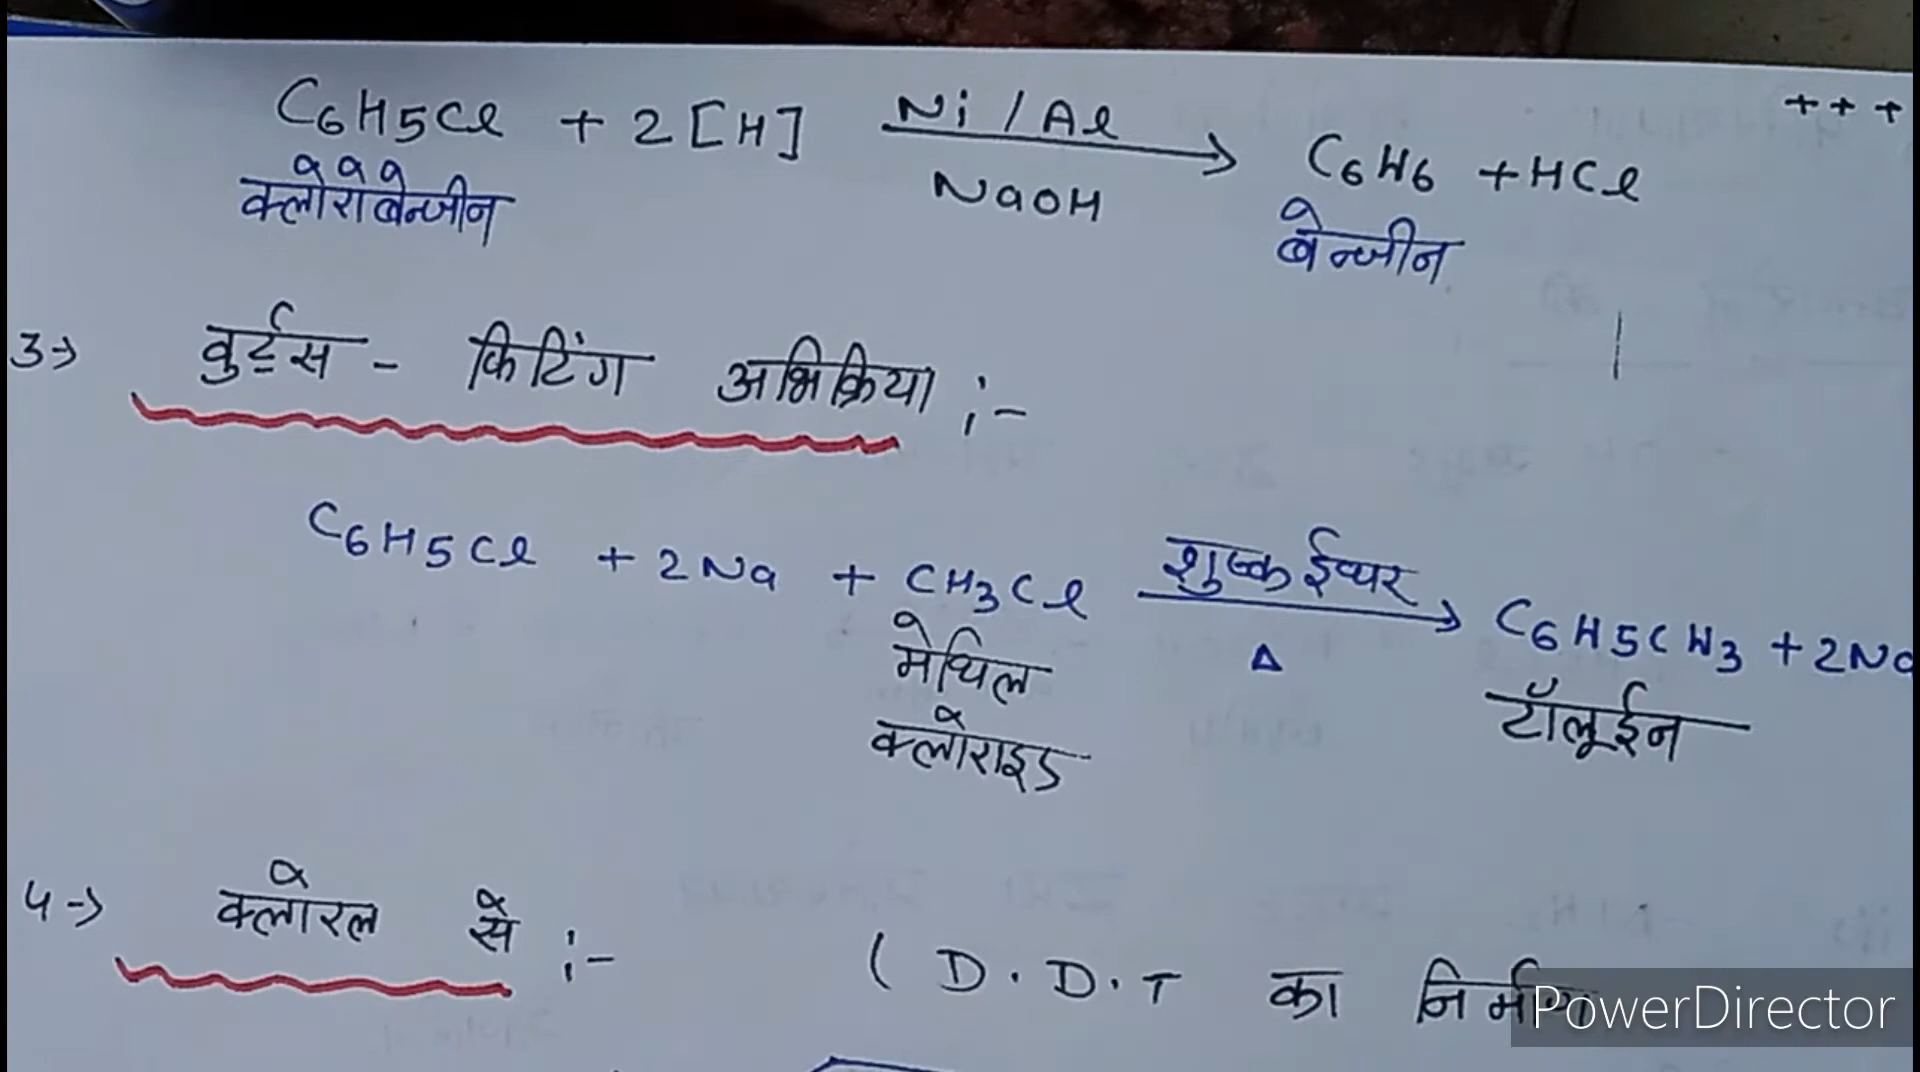 + + +
C6H5Cl + 2[H] Ni / Al NaOH C6H6 + HCl
क्लोरोबेन्जीन बेन्जीन
3→ वुर्ट्स - फिटिंग अभिक्रिया :-
C6H5Cl + 2Na + CH3Cl शुष्क ईथर Δ C6H5CH3 + 2Na
मेथिल क्लोराइड टॉलूईन
4→ क्लोरल से :- ( D.D.T का निर्माण
PowerDirector